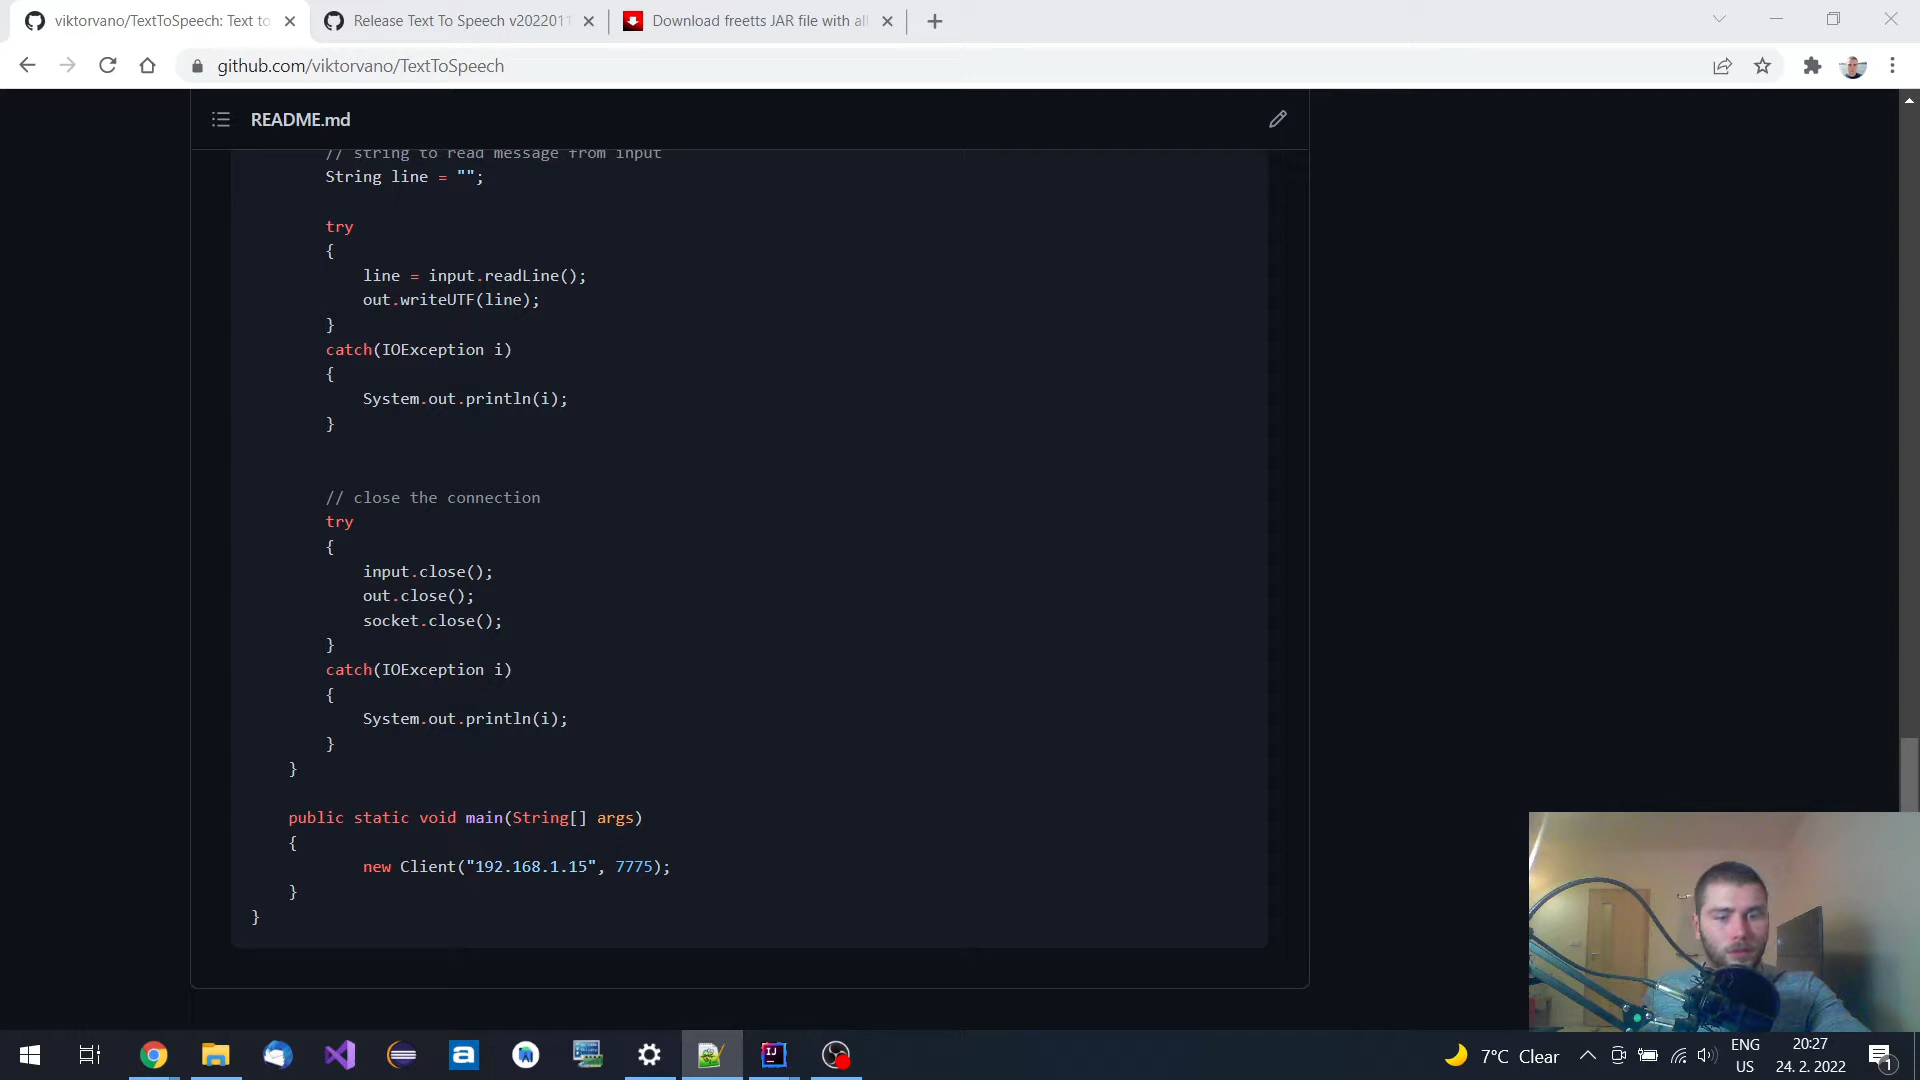 viktorvano/TextToSpeech: Text to
Release Text To Speech v2022011
Download freetts JAR file with all
github.com/viktorvano/TextToSpeech
README.md
// string to read message from input
String line = "";
try
{
line = input.readLine();
out.writeUTF(line);
}
catch(IOException i)
{
System.out.println(i);
}
// close the connection
try
{
input.close();
out.close();
socket.close();
}
catch(IOException i)
{
System.out.println(i);
}
}
public static void main(String[] args)
{
new Client("192.168.1.15", 7775);
}
}
7°C Clear
ENG
US
20:27
24. 2. 2022
1